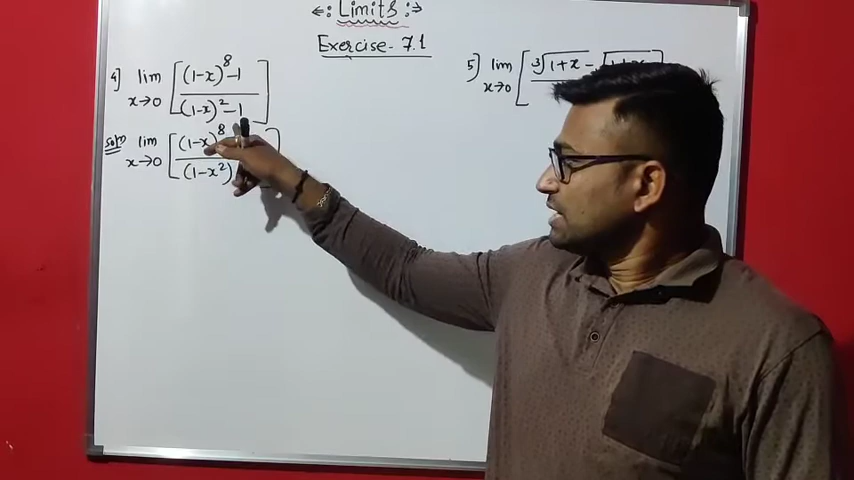 Limits
Exercise - 7.1
4) lim x→0 [ (1-x)^8 - 1 / (1-x)^2 - 1 ]
Solⁿ lim x→0 [ (1-x)^8 / (1-x^2) ]
5) lim x→0 [ ∛1+x - √1+x